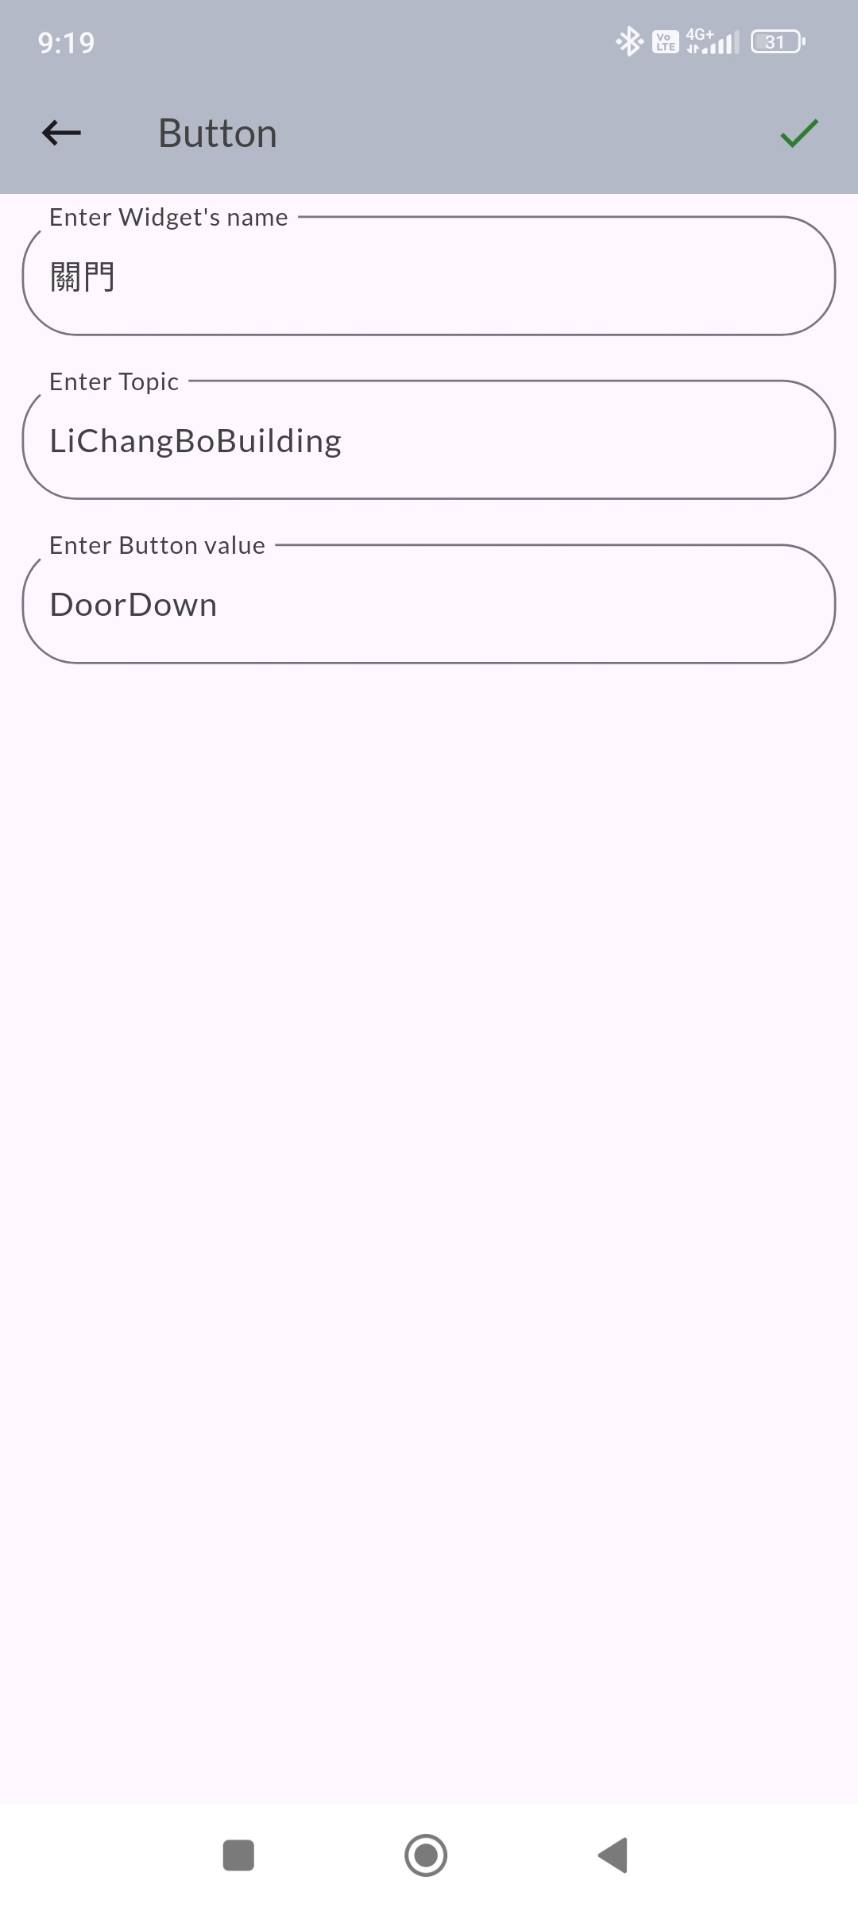 9:19
Vo LTE 4G+ 31
Button
Enter Widget's name
關門
Enter Topic
LiChangBoBuilding
Enter Button value
DoorDown